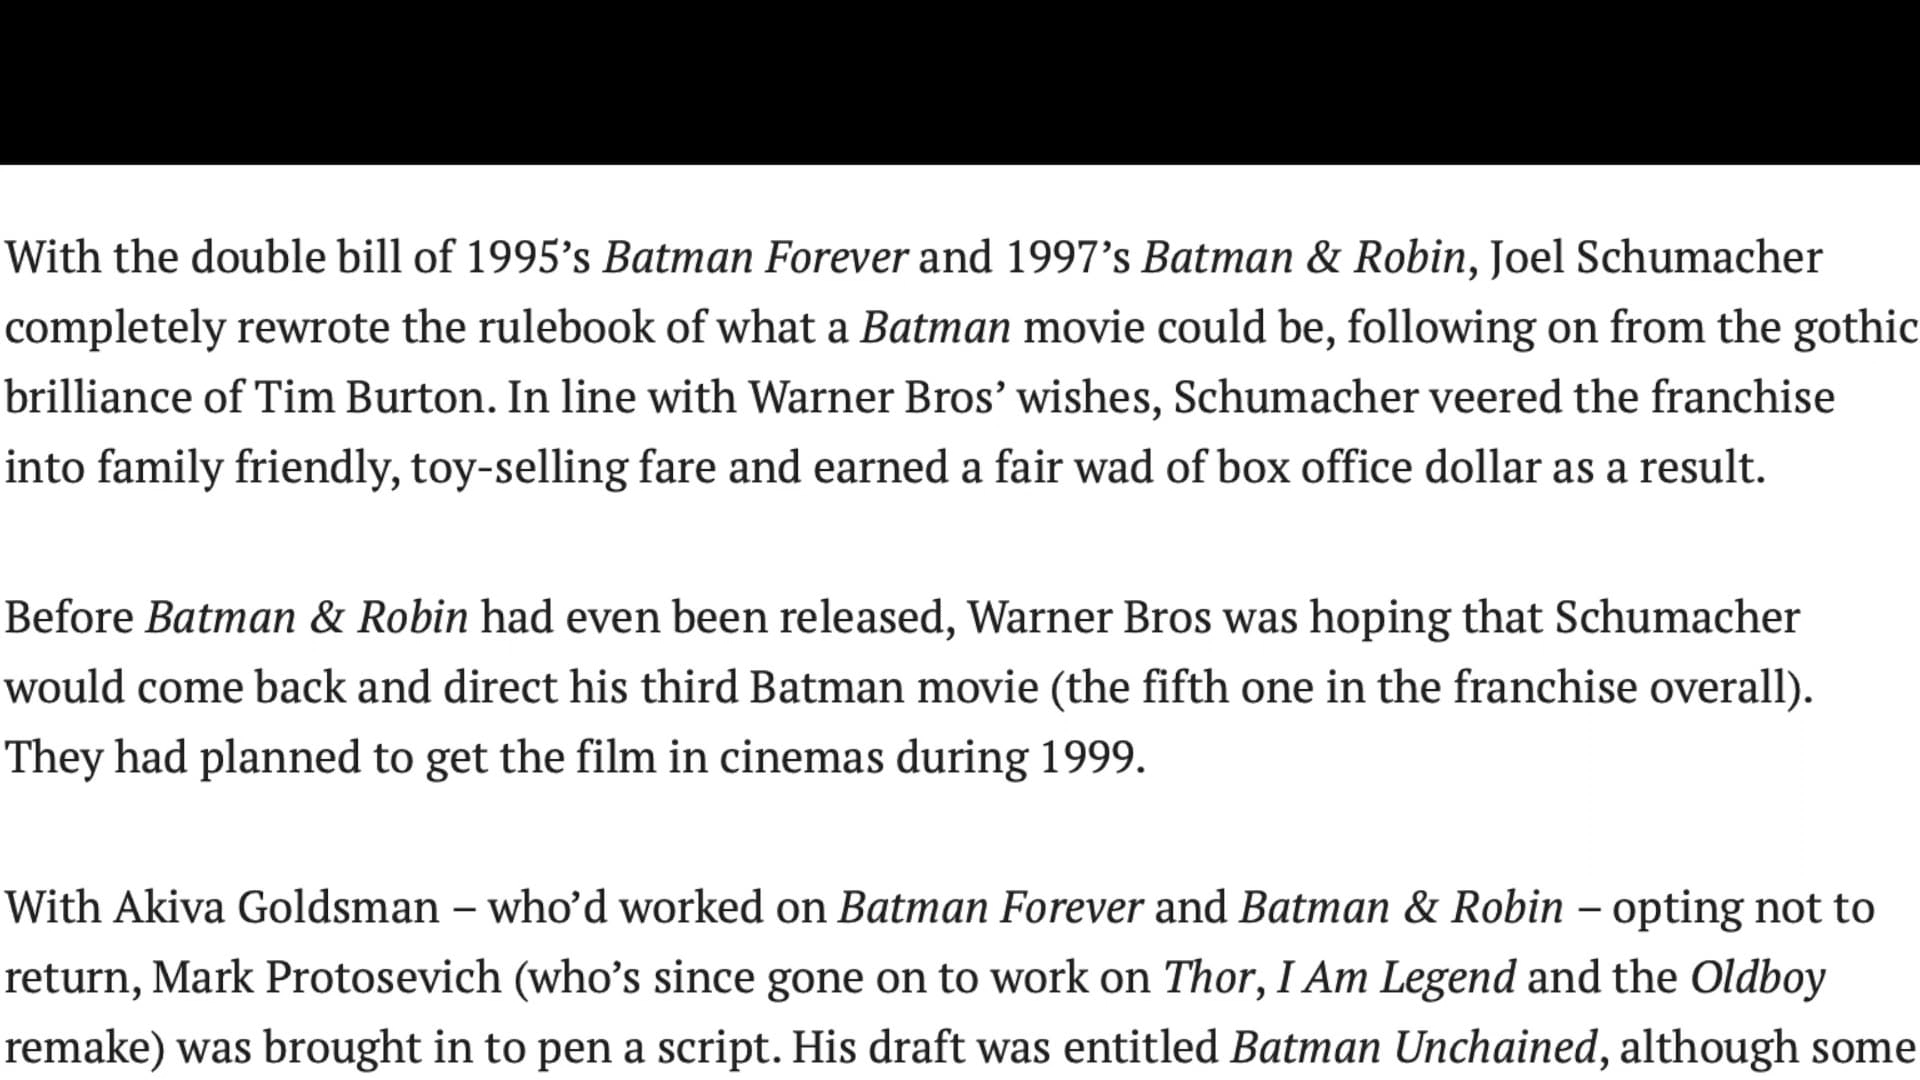 With the double bill of 1995’s Batman Forever and 1997’s Batman & Robin, Joel Schumacher
completely rewrote the rulebook of what a Batman movie could be, following on from the gothic
brilliance of Tim Burton. In line with Warner Bros’ wishes, Schumacher veered the franchise
into family friendly, toy-selling fare and earned a fair wad of box office dollar as a result.
Before Batman & Robin had even been released, Warner Bros was hoping that Schumacher
would come back and direct his third Batman movie (the fifth one in the franchise overall).
They had planned to get the film in cinemas during 1999.
With Akiva Goldsman – who’d worked on Batman Forever and Batman & Robin – opting not to
return, Mark Protosevich (who’s since gone on to work on Thor, I Am Legend and the Oldboy
remake) was brought in to pen a script. His draft was entitled Batman Unchained, although some